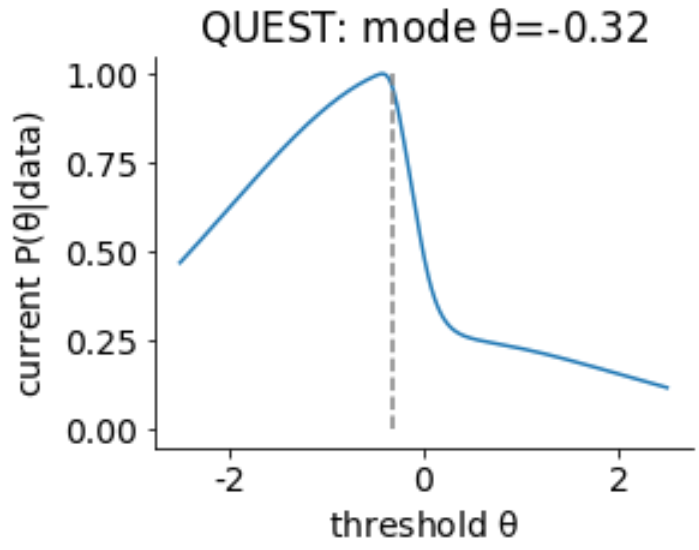 QUEST: mode θ=-0.32
current P(θ|data)
1.00
0.75
0.50
0.25
0.00
-2 0 2
threshold θ